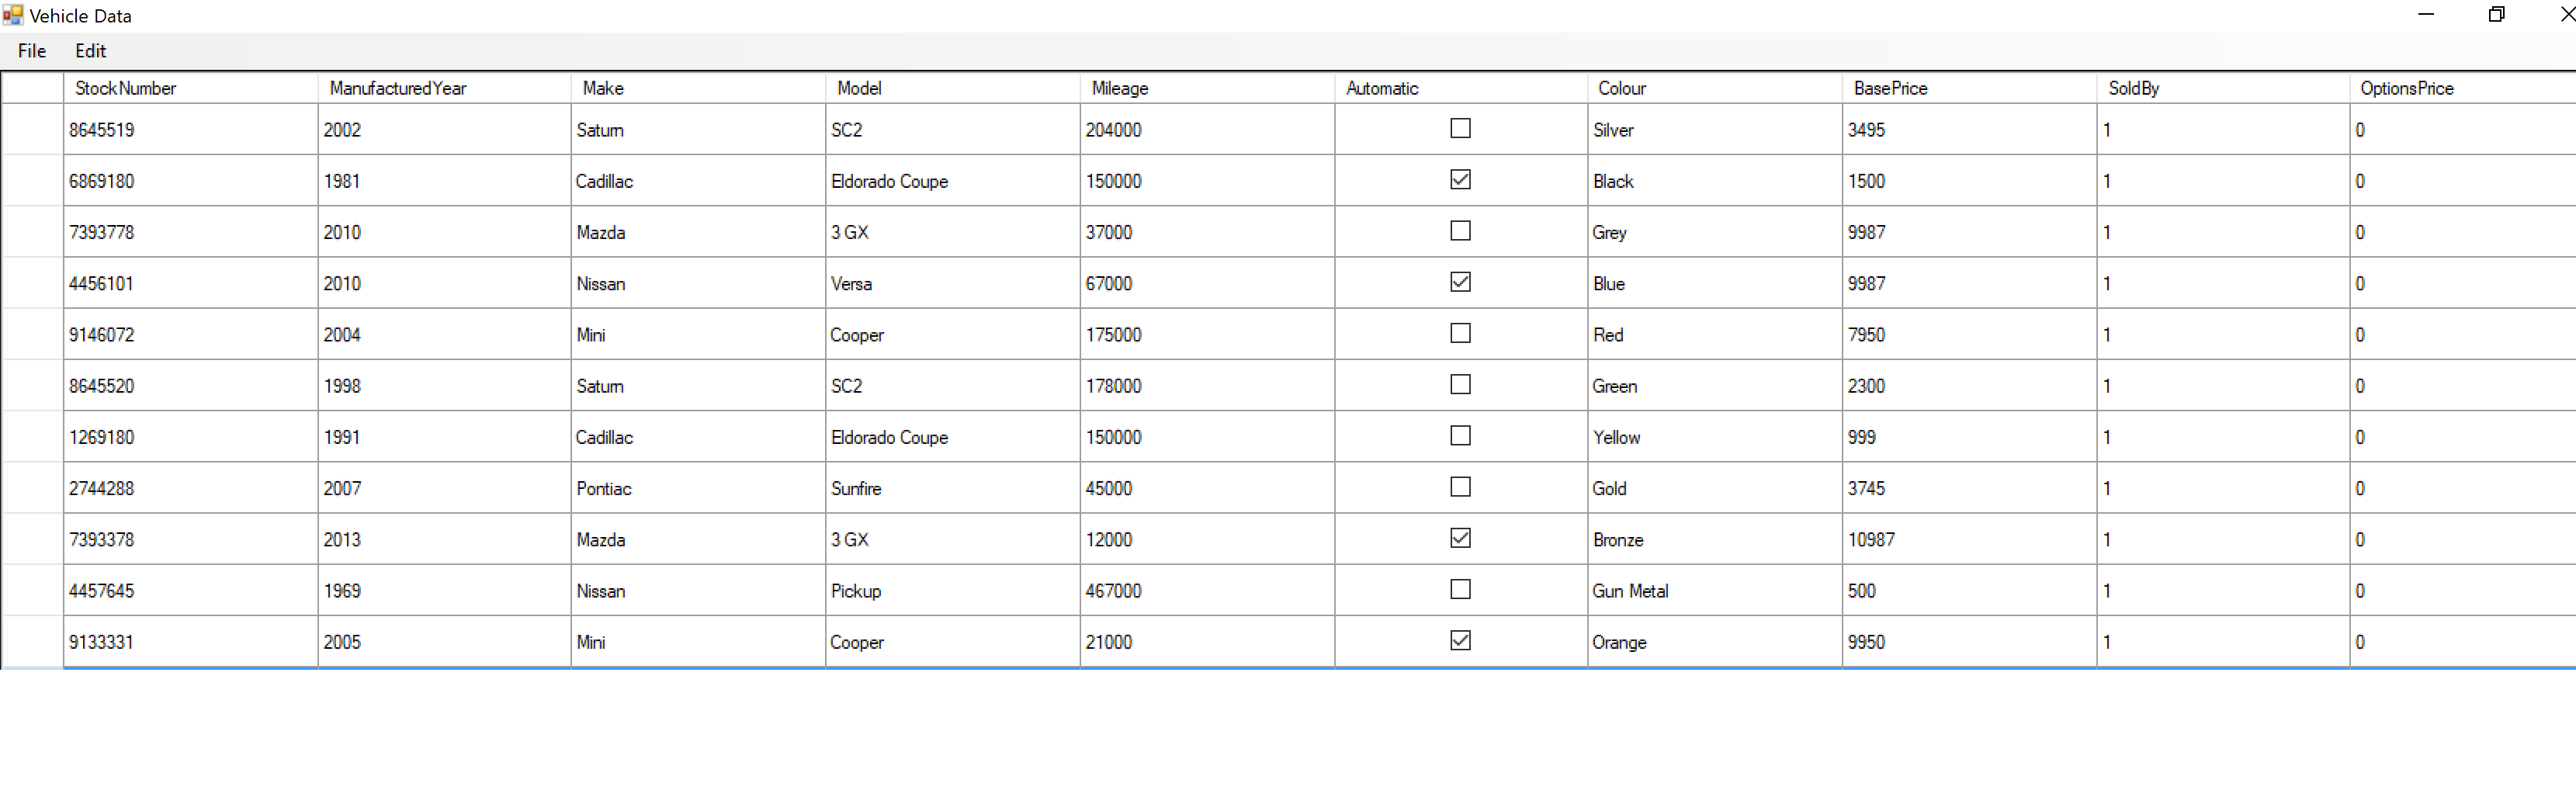 Vehicle Data
File Edit
StockNumber ManufacturedYear Make Model Mileage Automatic Colour BasePrice SoldBy OptionsPrice
8645519 2002 Saturn SC2 204000 Silver 3495 1 0
6869180 1981 Cadillac Eldorado Coupe 150000 Black 1500 1 0
7393778 2010 Mazda 3 GX 37000 Grey 9987 1 0
4456101 2010 Nissan Versa 67000 Blue 9987 1 0
9146072 2004 Mini Cooper 175000 Red 7950 1 0
8645520 1998 Saturn SC2 178000 Green 2300 1 0
1269180 1991 Cadillac Eldorado Coupe 150000 Yellow 999 1 0
2744288 2007 Pontiac Sunfire 45000 Gold 3745 1 0
7393378 2013 Mazda 3 GX 12000 Bronze 10987 1 0
4457645 1969 Nissan Pickup 467000 Gun Metal 500 1 0
9133331 2005 Mini Cooper 21000 Orange 9950 1 0